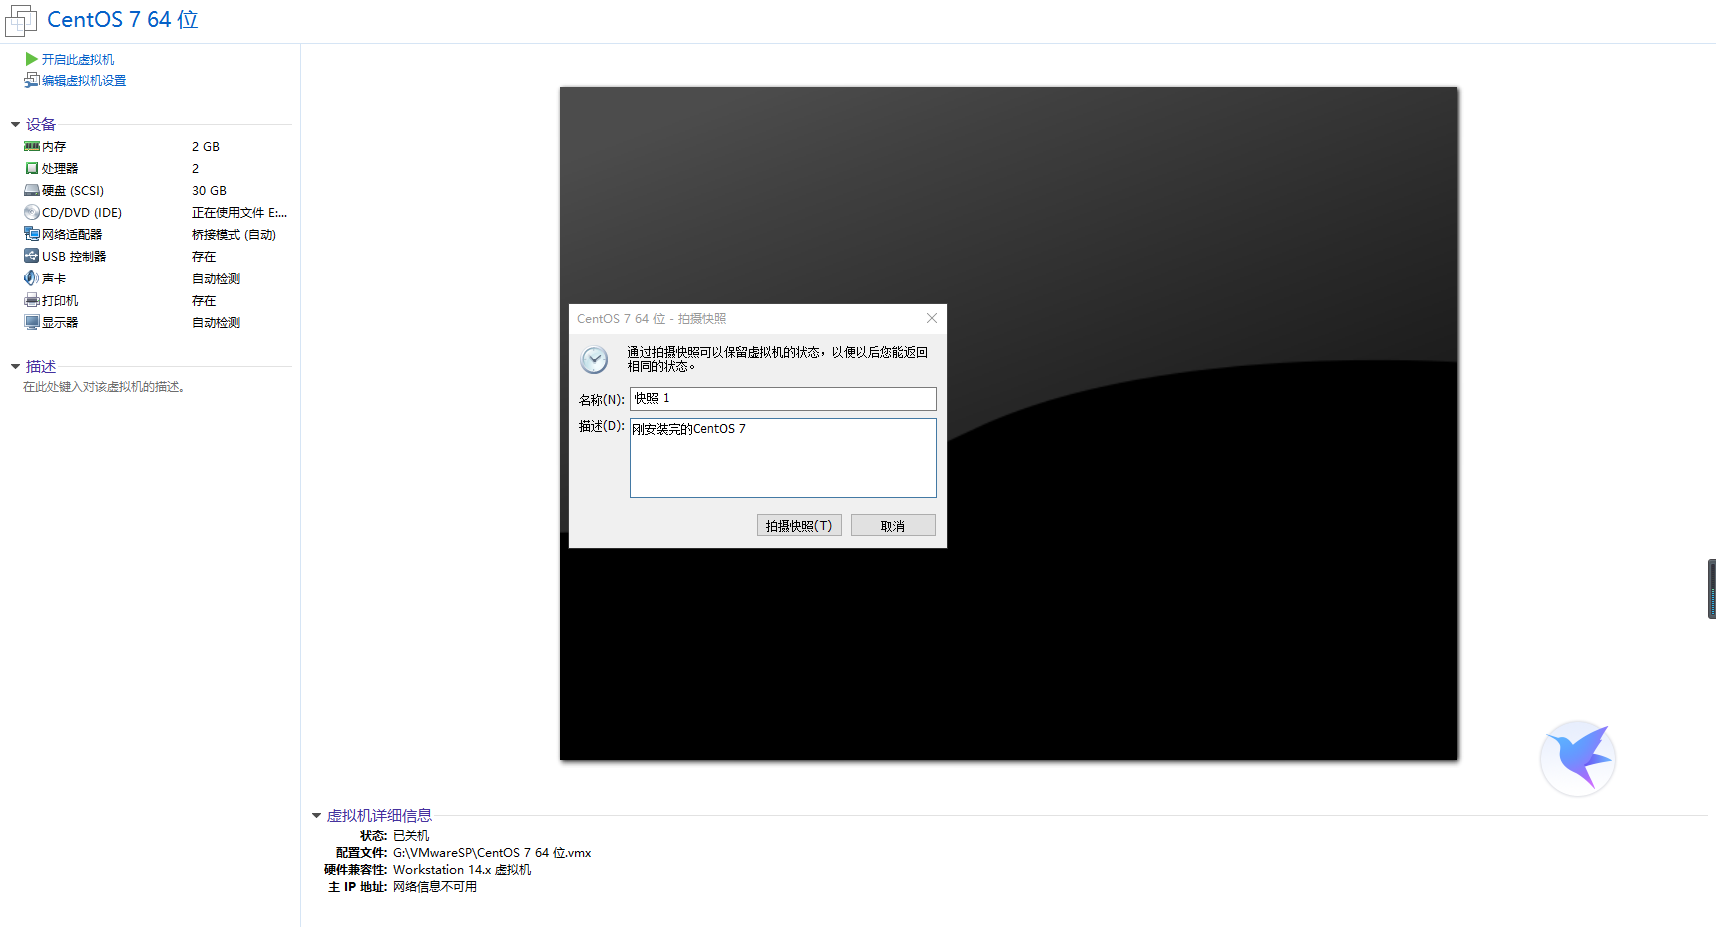 CentOS 7 64 位
开启此虚拟机
编辑虚拟机设置
设备
内存 2 GB
处理器 2
硬盘 (SCSI) 30 GB
CD/DVD (IDE) 正在使用文件 E:...
网络适配器 桥接模式 (自动)
USB 控制器 存在
声卡 自动检测
打印机 存在
显示器 自动检测
描述
在此处键入对该虚拟机的描述。
CentOS 7 64 位 - 拍摄快照
通过拍摄快照可以保留虚拟机的状态，以便以后您能返回
相同的状态。
名称(N): 快照 1
描述(D): 刚安装完的CentOS 7
拍摄快照(T) 取消
虚拟机详细信息
状态: 已关机
配置文件: G:\VMwareSP\CentOS 7 64 位.vmx
硬件兼容性: Workstation 14.x 虚拟机
主 IP 地址: 网络信息不可用